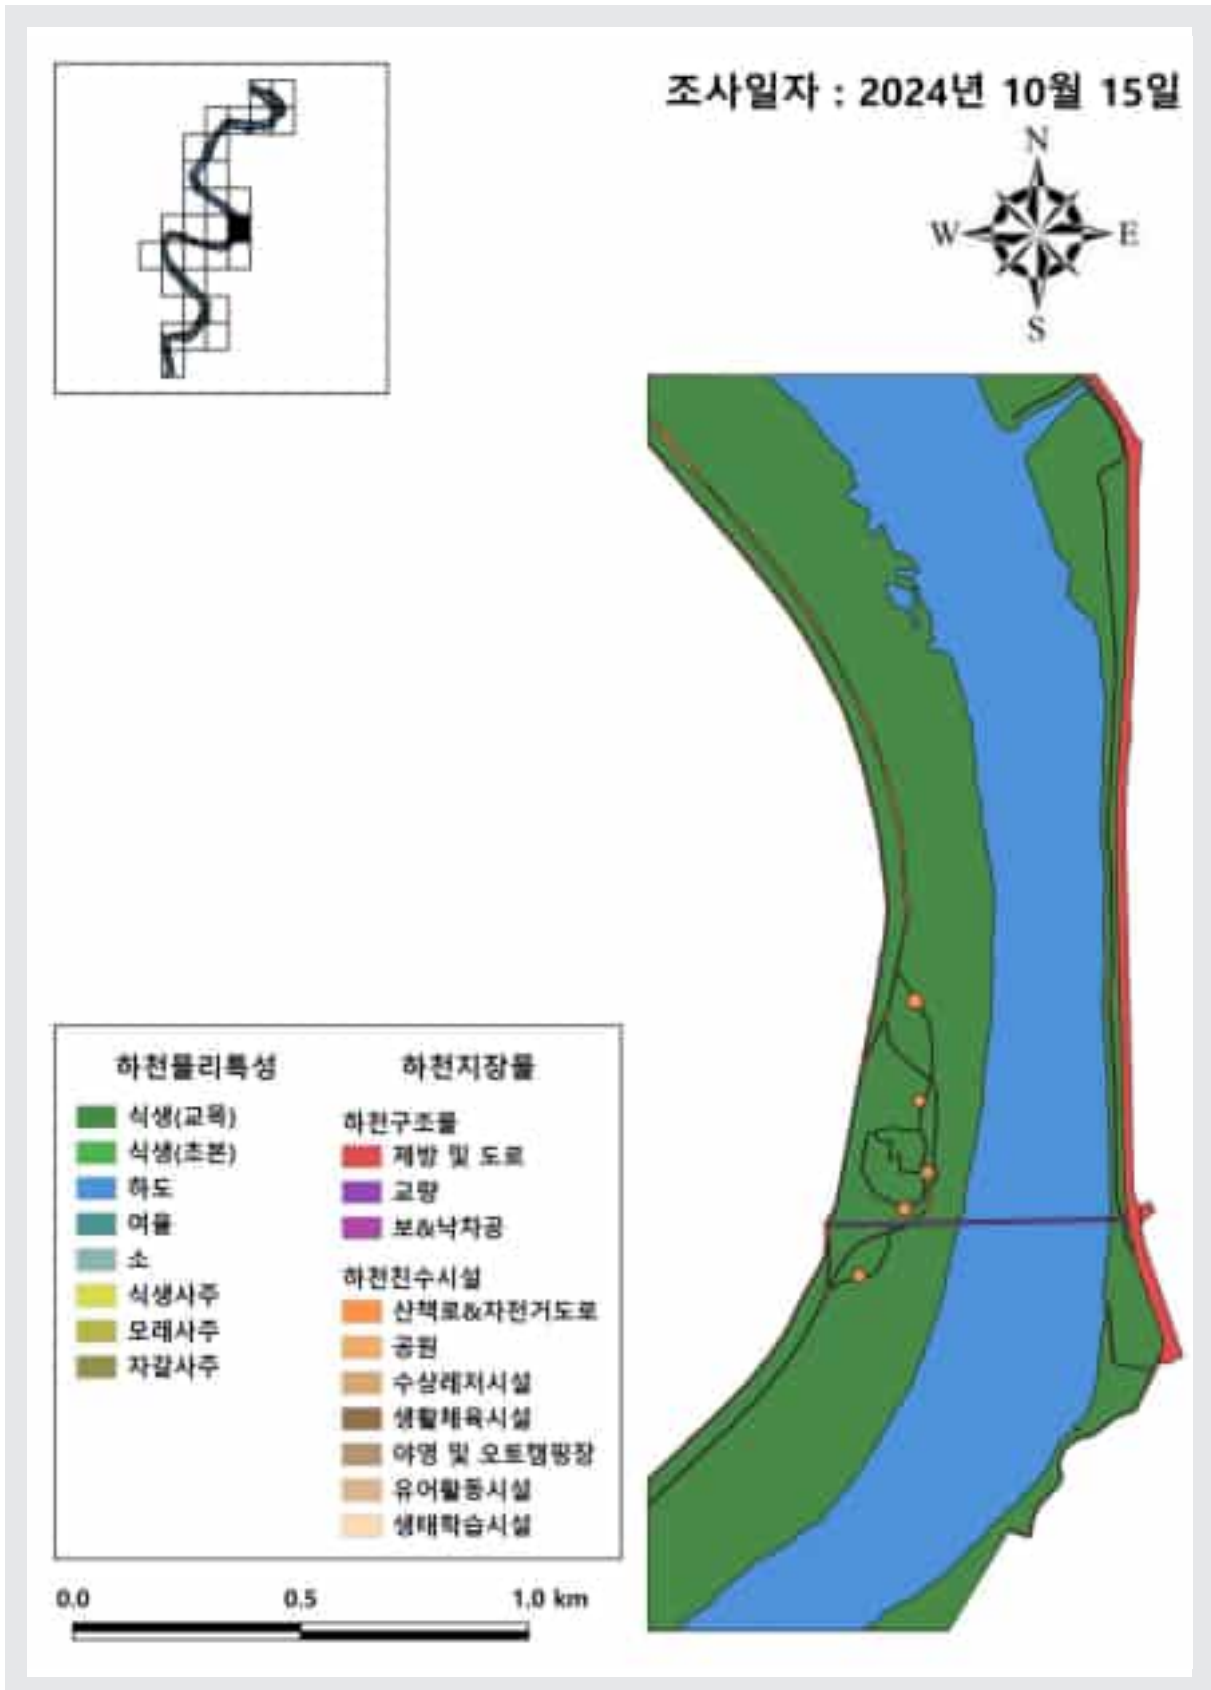 조사일자 : 2024년 10월 15일
N
W
E
S
하천물리특성
식생(교목)
식생(초본)
하도
여울
소
식생사주
모래사주
자갈사주
하천지장물
하천구조물
제방 및 도로
교량
보&낙차공
하천친수시설
산책로&자전거도로
공원
수상레저시설
생활체육시설
야영 및 오토캠핑장
유어활동시설
생태학습시설
0.0
0.5
1.0 km